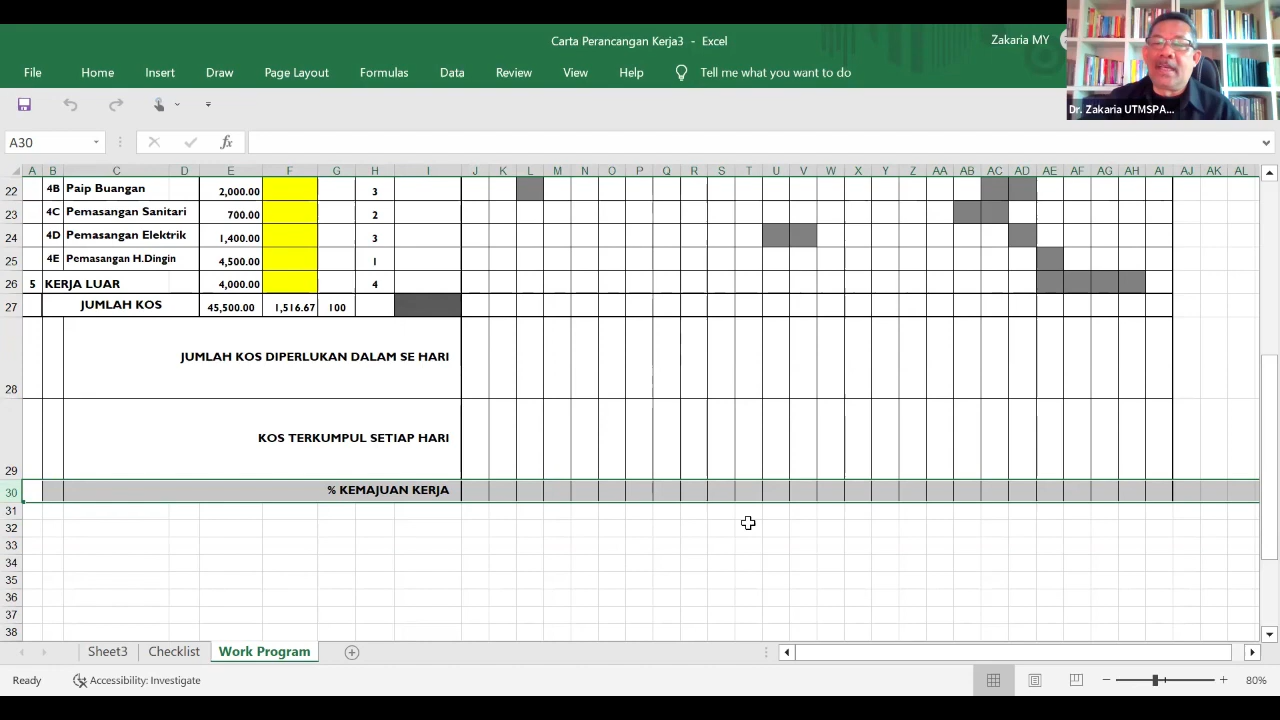 Carta Perancangan Kerja3 - Excel
Zakaria MY
File Home Insert Draw Page Layout Formulas Data Review View Help Tell me what you want to do
Dr. Zakaria UTMSPA...
A30 fx
A B C D E F G H I J K L M N O P Q R S T U V W X Y Z AA AB AC AD AE AF AG AH AI AJ AK AL
22 4B Paip Buangan 2,000.00 3
23 4C Pemasangan Sanitari 700.00 2
24 4D Pemasangan Elektrik 1,400.00 3
25 4E Pemasangan H.Dingin 4,500.00 1
26 5 KERJA LUAR 4,000.00 4
27 JUMLAH KOS 45,500.00 1,516.67 100
28 JUMLAH KOS DIPERLUKAN DALAM SE HARI
29 KOS TERKUMPUL SETIAP HARI
30 % KEMAJUAN KERJA
31
32
33
34
35
36
37
38
Sheet3 Checklist Work Program
Ready Accessibility: Investigate 80%